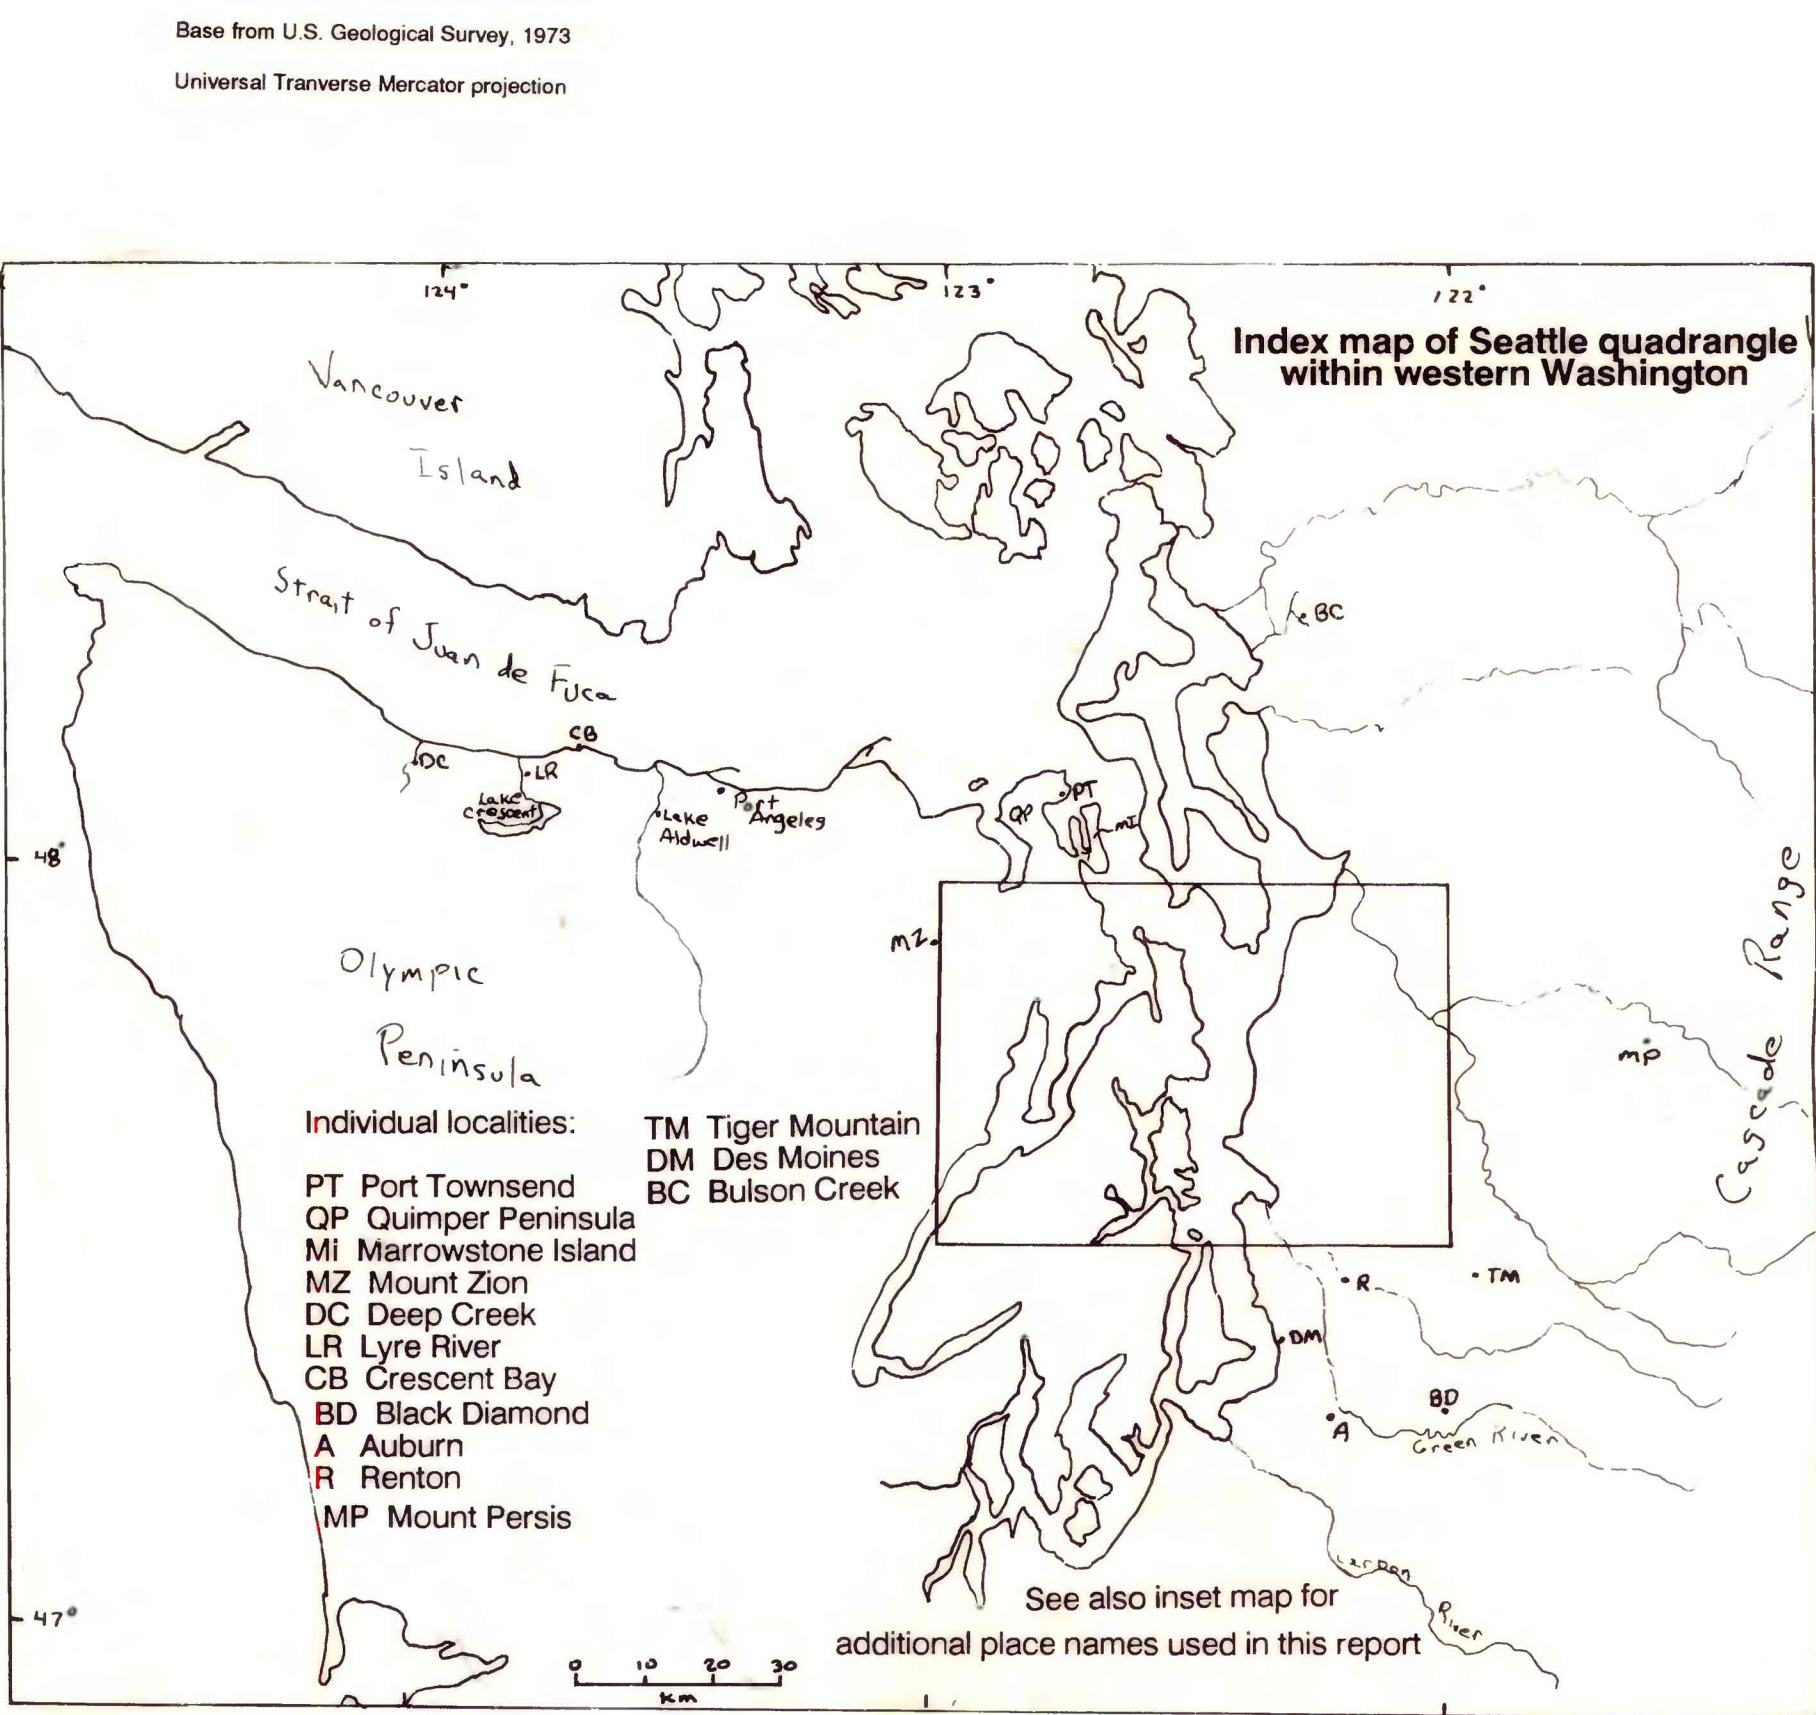 Base from U.S. Geological Survey, 1973
Universal Tranverse Mercator projection
124°
123°
122°
Index map of Seattle quadrangle
within western Washington
Vancouver
Island
Strait of Juan de Fuca
BC
CB
DC
LR
Lake
Crescent
Port
Angeles
Lake
Aldwell
QP
PT
MI
48°
MZ
Olympic
Peninsula
Cascade Range
MP
Individual localities:
PT Port Townsend
QP Quimper Peninsula
Mi Marrowstone Island
MZ Mount Zion
DC Deep Creek
LR Lyre River
CB Crescent Bay
BD Black Diamond
A Auburn
R Renton
MP Mount Persis
TM Tiger Mountain
DM Des Moines
BC Bulson Creek
R
TM
DM
BD
A
Green River
River
47°
See also inset map for
additional place names used in this report
0 10 20 30
km